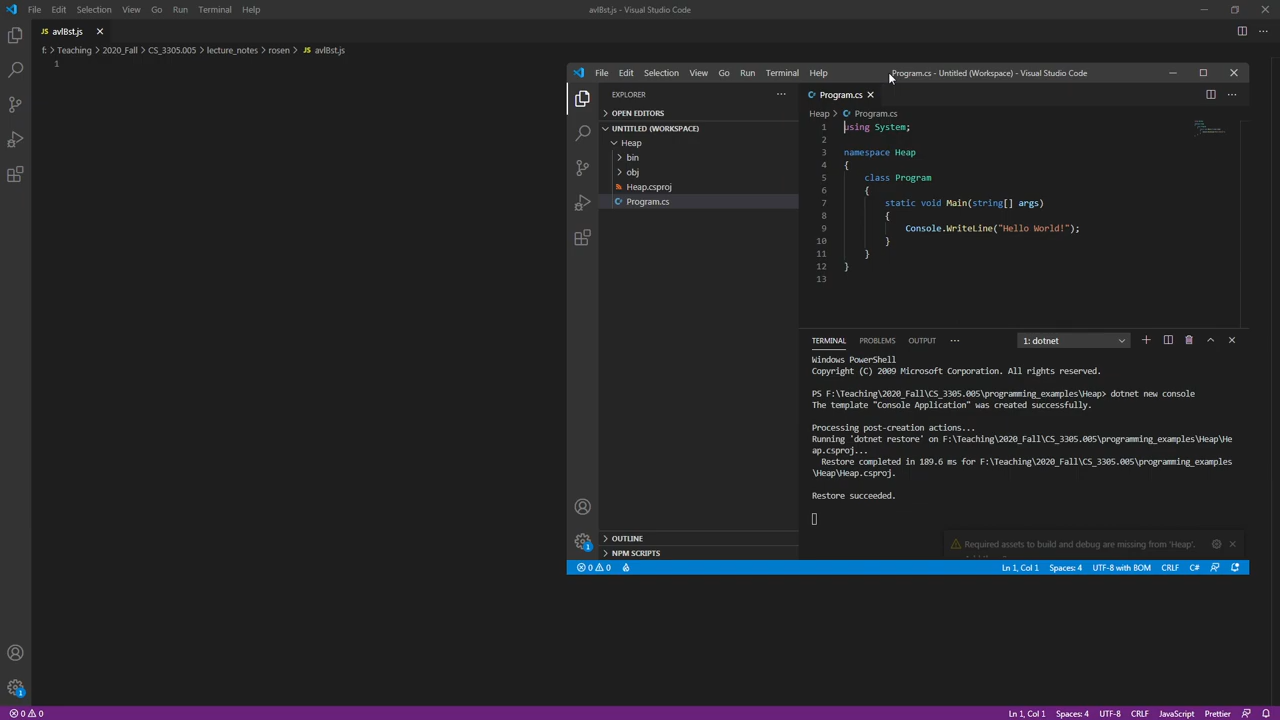 File Edit Selection View Go Run Terminal Help
avlBst.js - Visual Studio Code
JS avlBst.js
f: > Teaching > 2020_Fall > CS_3305.005 > lecture_notes > rosen > JS avlBst.js
1
File Edit Selection View Go Run Terminal Help
Program.cs - Untitled (Workspace) - Visual Studio Code
EXPLORER
OPEN EDITORS
UNTITLED (WORKSPACE)
Heap
bin
obj
Heap.csproj
Program.cs
OUTLINE
NPM SCRIPTS
Program.cs
Heap > Program.cs
1 using System;
2
3 namespace Heap
4 {
5 class Program
6 {
7 static void Main(string[] args)
8 {
9 Console.WriteLine("Hello World!");
10 }
11 }
12 }
13
TERMINAL PROBLEMS OUTPUT ... 1: dotnet
Windows PowerShell
Copyright (C) 2009 Microsoft Corporation. All rights reserved.
PS F:\Teaching\2020_Fall\CS_3305.005\programming_examples\Heap> dotnet new console
The template "Console Application" was created successfully.
Processing post-creation actions...
Running 'dotnet restore' on F:\Teaching\2020_Fall\CS_3305.005\programming_examples\Heap\He
ap.csproj...
Restore completed in 189.6 ms for F:\Teaching\2020_Fall\CS_3305.005\programming_examples
\Heap\Heap.csproj.
Restore succeeded.
Required assets to build and debug are missing from 'Heap'.
1
0 0
Ln 1, Col 1 Spaces: 4 UTF-8 with BOM CRLF C#
1
0 0
Ln 1, Col 1 Spaces: 4 UTF-8 CRLF JavaScript Prettier